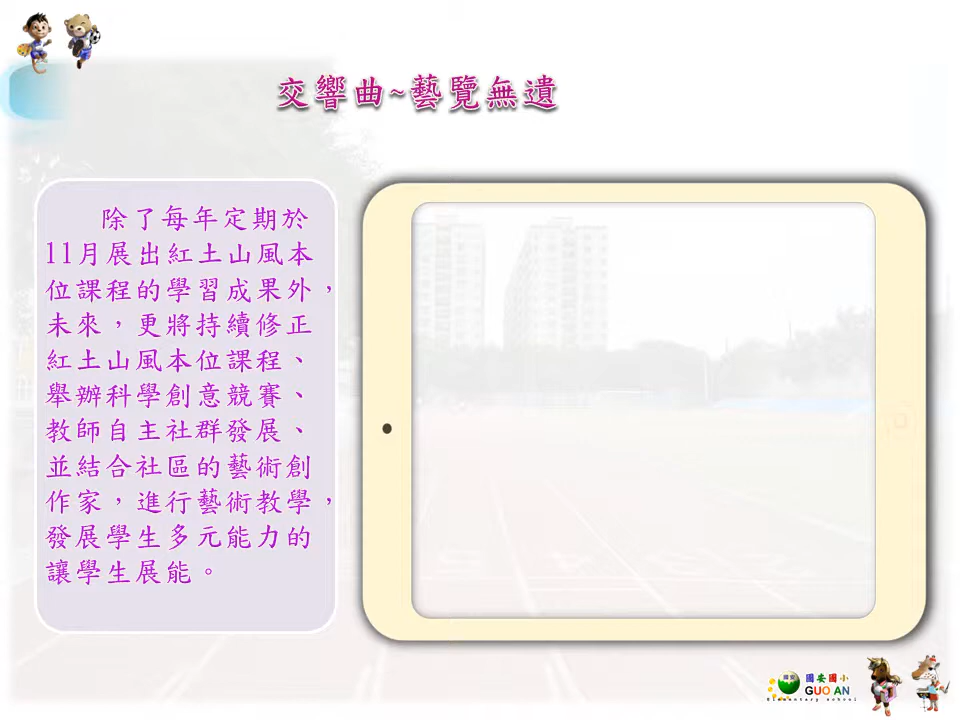 交響曲~藝覽無遺
除了每年定期於
11月展出紅土山風本
位課程的學習成果外，
未來，更將持續修正
紅土山風本位課程、
舉辦科學創意競賽、
教師自主社群發展、
並結合社區的藝術創
作家，進行藝術教學，
發展學生多元能力的
讓學生展能。
國安
國安國小
GUO AN
Elementary school